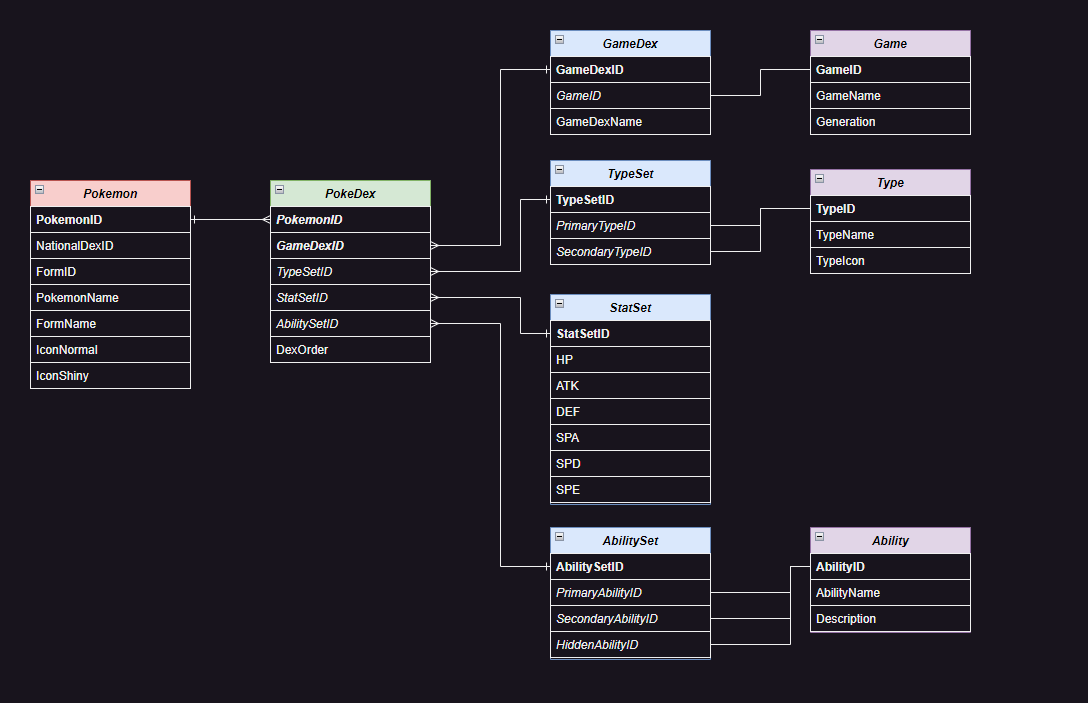 Pokemon
PokemonID
NationalDexID
FormID
PokemonName
FormName
IconNormal
IconShiny
PokeDex
PokemonID
GameDexID
TypeSetID
StatSetID
AbilitySetID
DexOrder
GameDex
GameDexID
GameID
GameDexName
Game
GameID
GameName
Generation
TypeSet
TypeSetID
PrimaryTypeID
SecondaryTypeID
Type
TypeID
TypeName
TypeIcon
StatSet
StatSetID
HP
ATK
DEF
SPA
SPD
SPE
AbilitySet
AbilitySetID
PrimaryAbilityID
SecondaryAbilityID
HiddenAbilityID
Ability
AbilityID
AbilityName
Description